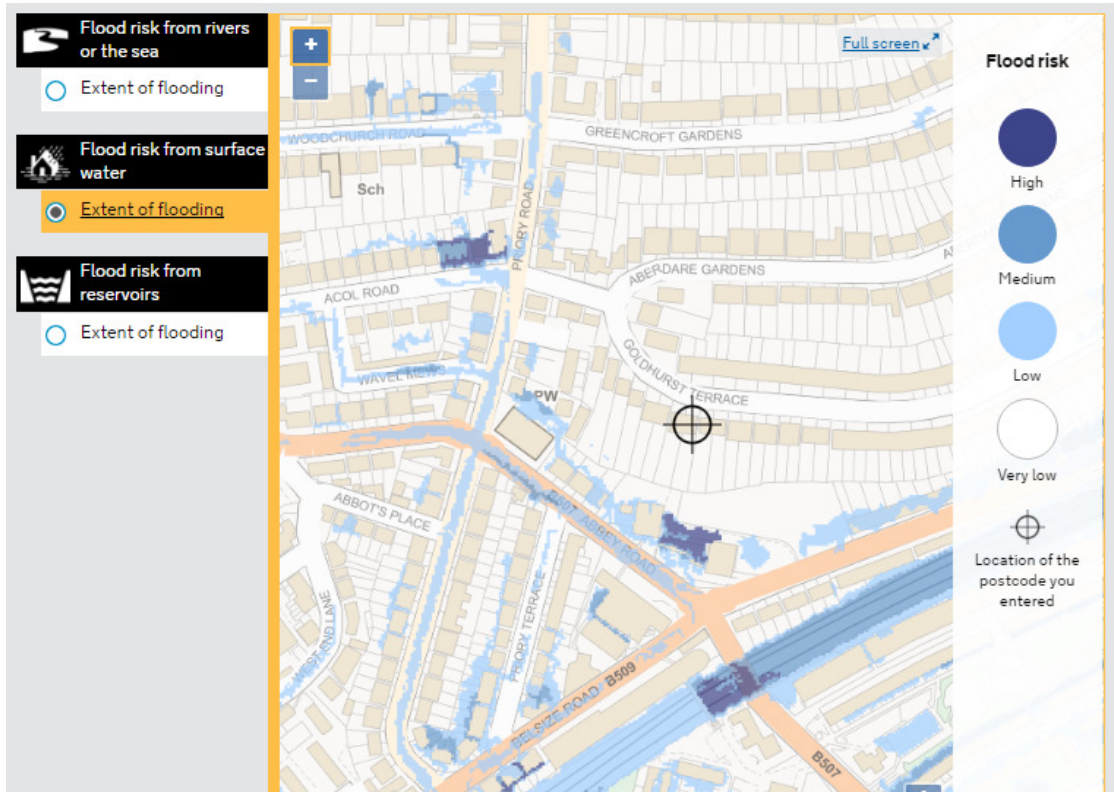 Flood risk from rivers
or the sea
Extent of flooding
Flood risk from surface
water
Extent of flooding
Flood risk from
reservoirs
Extent of flooding
+
−
Full screen
WOODCHURCH ROAD
GREENCROFT GARDENS
Sch
PRIORY ROAD
ABERDARE GARDENS
ACOL ROAD
GOLDHURST TERRACE
WAVEL MEWS
PW
B507 ABBEY ROAD
ABBOT'S PLACE
WEST END LANE
PRIORY TERRACE
BELSIZE ROAD B509
B507
Flood risk
High
Medium
Low
Very low
Location of the
postcode you
entered